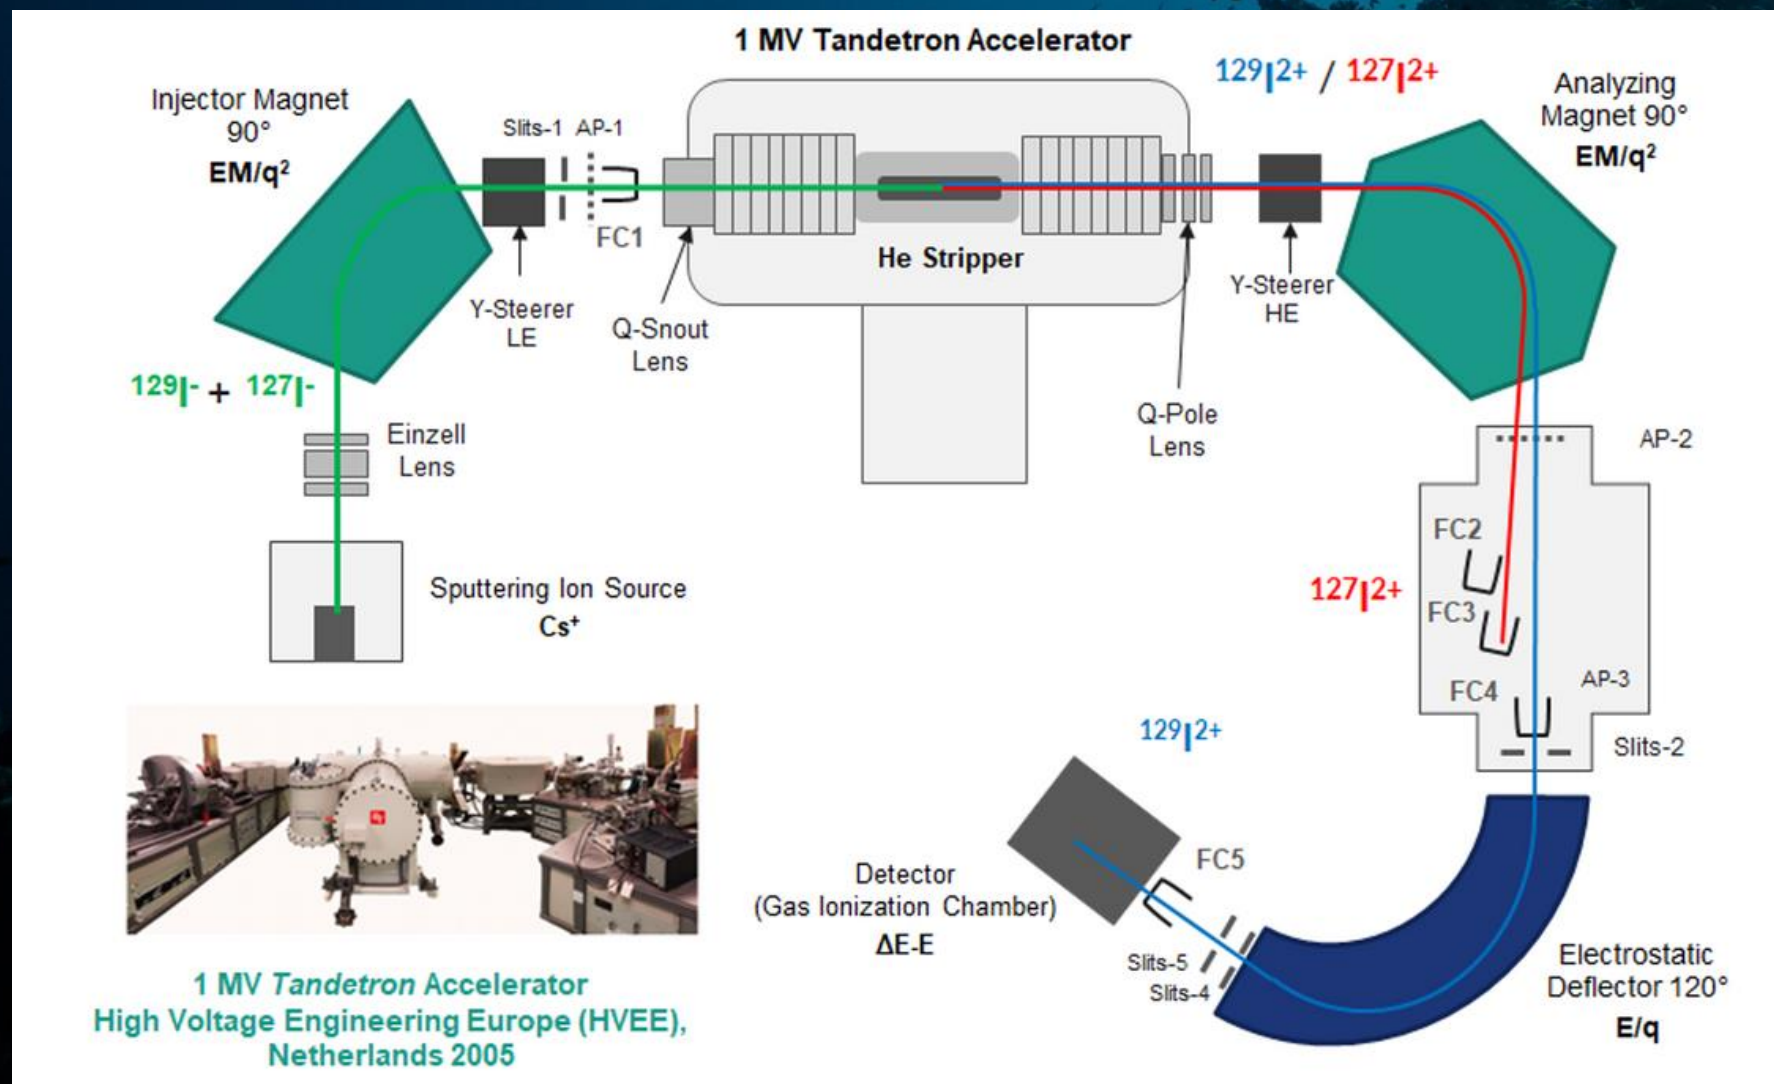 1 MV Tandetron Accelerator
Injector Magnet
90°
EM/q²
Slits-1 AP-1
FC1
129I2+ / 127I2+
Analyzing
Magnet 90°
EM/q²
He Stripper
Y-Steerer
LE
Q-Snout
Lens
Y-Steerer
HE
Q-Pole
Lens
129I- + 127I-
Einzell
Lens
Sputtering Ion Source
Cs⁺
AP-2
FC2
127I2+
FC3
FC4
AP-3
Slits-2
129I2+
FC5
Detector
(Gas Ionization Chamber)
ΔE-E
Slits-5
Slits-4
Electrostatic
Deflector 120°
E/q
1 MV Tandetron Accelerator
High Voltage Engineering Europe (HVEE),
Netherlands 2005